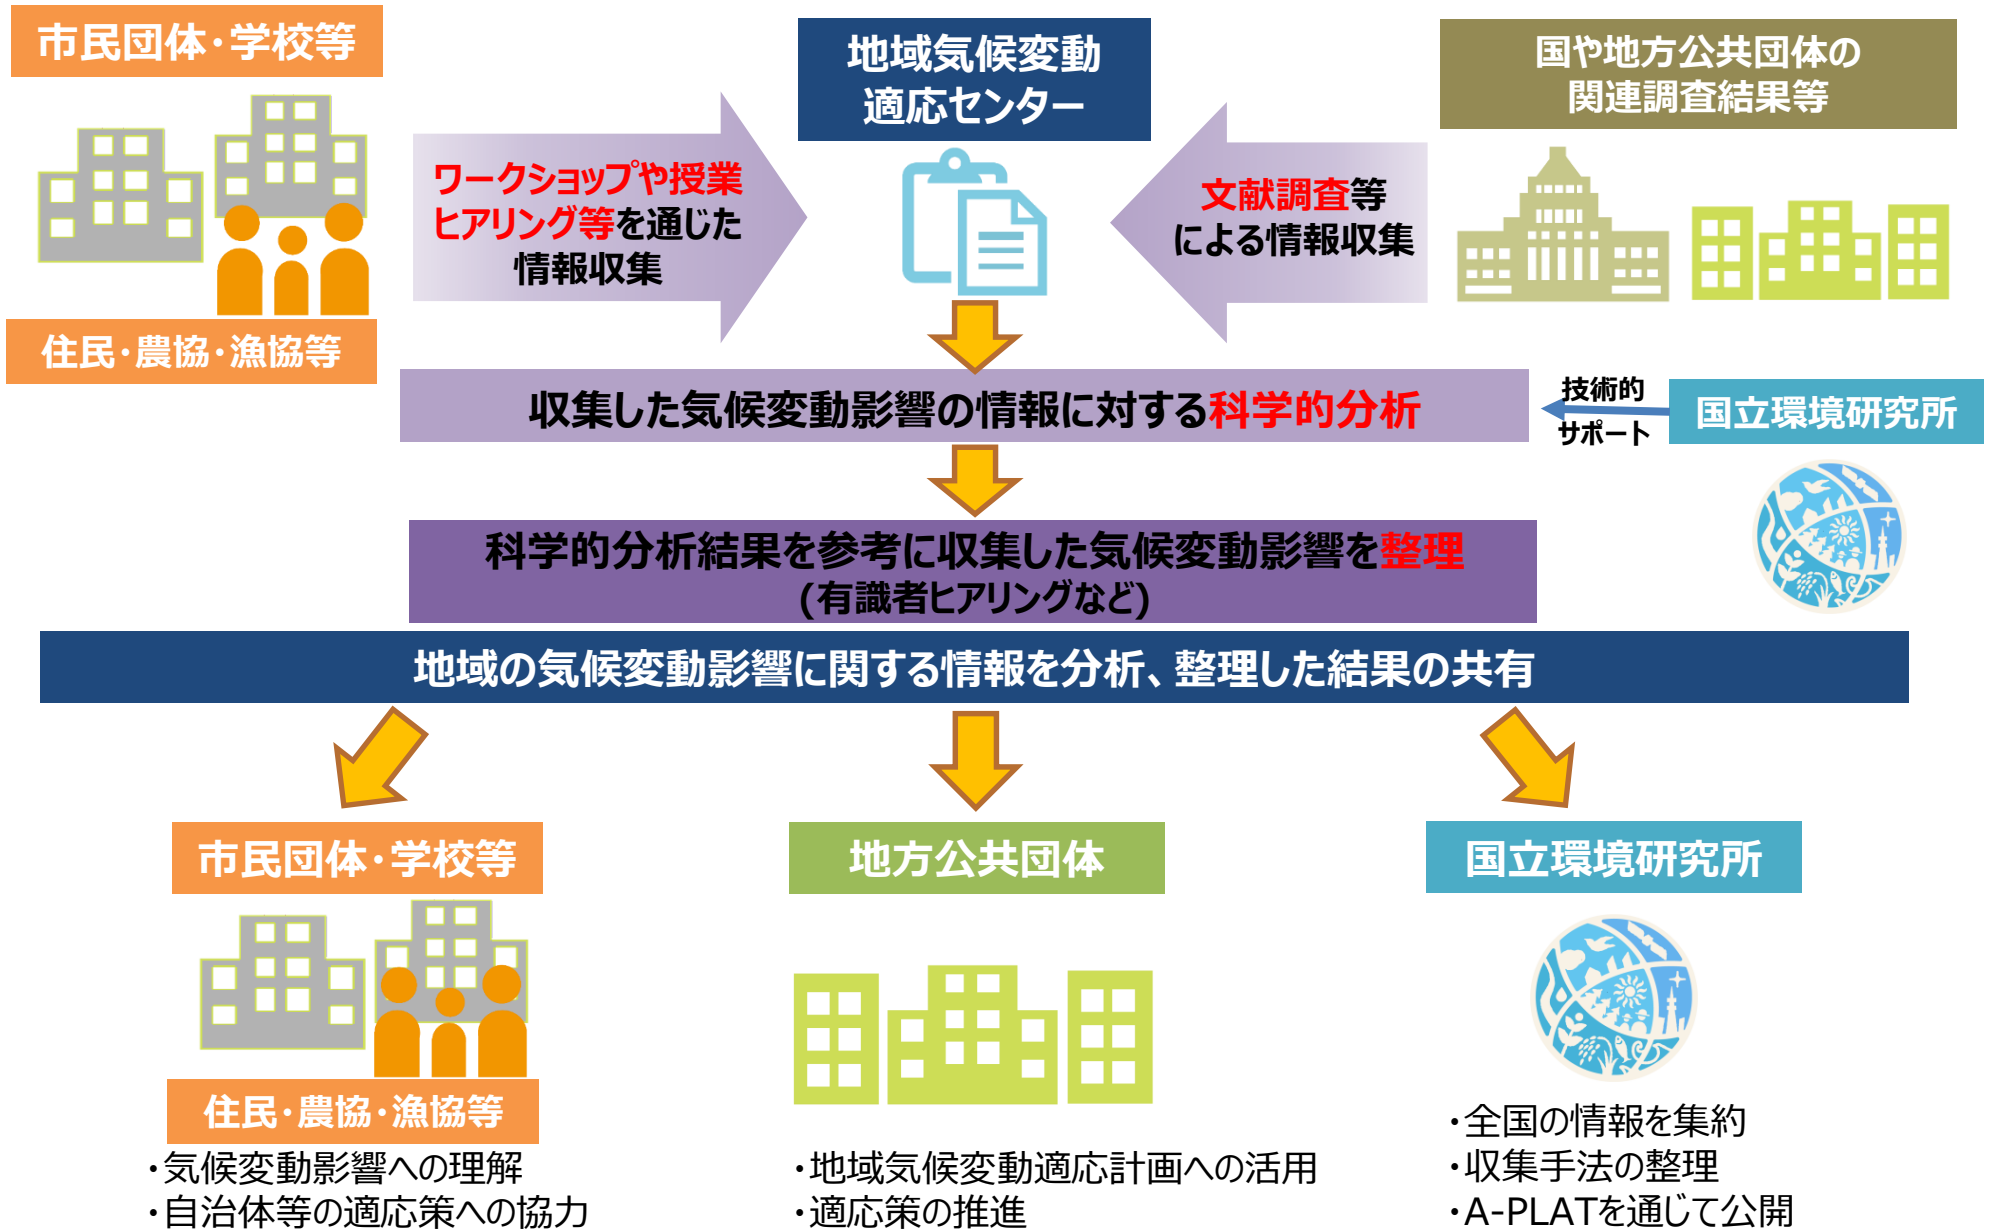 市民団体・学校等
住民・農協・漁協等
ワークショップや授業
ヒアリング等を通じた
情報収集
地域気候変動
適応センター
文献調査等
による情報収集
国や地方公共団体の
関連調査結果等
収集した気候変動影響の情報に対する科学的分析
技術的
サポート
国立環境研究所
科学的分析結果を参考に収集した気候変動影響を整理
(有識者ヒアリングなど)
地域の気候変動影響に関する情報を分析、整理した結果の共有
市民団体・学校等
住民・農協・漁協等
・気候変動影響への理解
・自治体等の適応策への協力
地方公共団体
・地域気候変動適応計画への活用
・適応策の推進
国立環境研究所
・全国の情報を集約
・収集手法の整理
・A-PLATを通じて公開